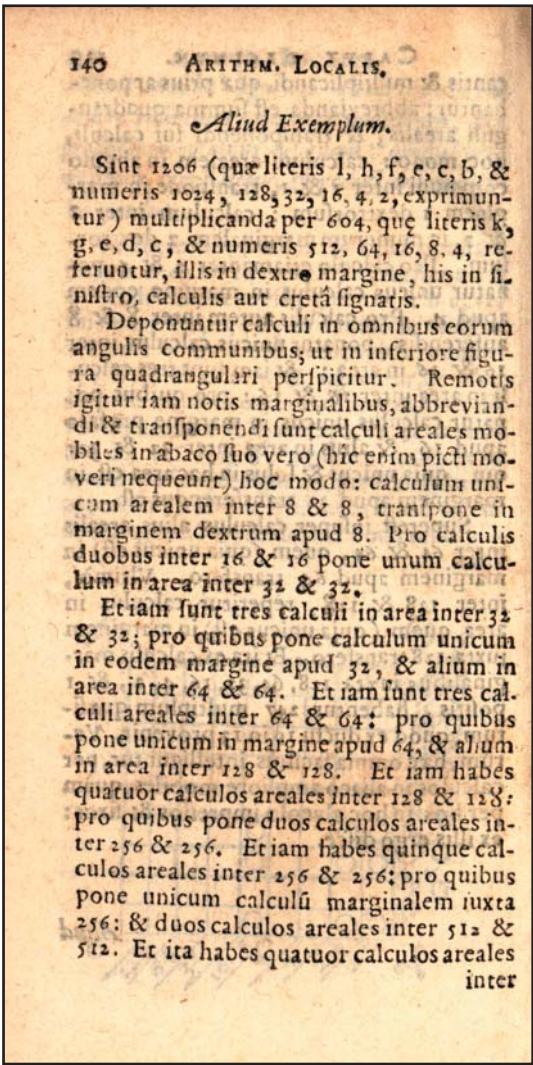 140 ARITHM. LOCALIS.
Aliud Exemplum.
Sint 1206 (quæ literis l, h, f, e, c, b, &
numeris 1024, 128, 32, 16, 4, 2, exprimun-
tur) multiplicanda per 604, quę literis k,
g, e, d, c, & numeris 512, 64, 16, 8, 4, re-
feruntur, illis in dextro margine, his in ſi-
niſtro, calculis aut cretâ ſignatis.
Deponuntur calculi in omnibus eorum
angulis communibus; ut in inferiore figu-
ra quadrangulari perſpicitur. Remotis
igitur iam notis marginalibus, abbrevian-
di & tranſponendi ſunt calculi areales mo-
biles in abaco ſuo vero (hic enim picti mo-
veri nequeunt) hoc modo: calculum uni-
cum arealem inter 8 & 8, tranſpone in
marginem dextrum apud 8. Pro calculis
duobus inter 16 & 16 pone unum calcu-
lum in area inter 32 & 32.
Et iam ſunt tres calculi in area inter 32
& 32; pro quibus pone calculum unicum
in eodem margine apud 32, & alium in
area inter 64 & 64. Et iam ſunt tres cal-
culi areales inter 64 & 64: pro quibus
pone unicum in margine apud 64, & alium
in area inter 128 & 128. Et iam habes
quatuor calculos areales inter 128 & 128:
pro quibus pone duos calculos areales in-
ter 256 & 256. Et iam habes quinque cal-
culos areales inter 256 & 256: pro quibus
pone unicum calculū marginalem iuxta
256: & duos calculos areales inter 512 &
512. Et ita habes quatuor calculos areales
inter